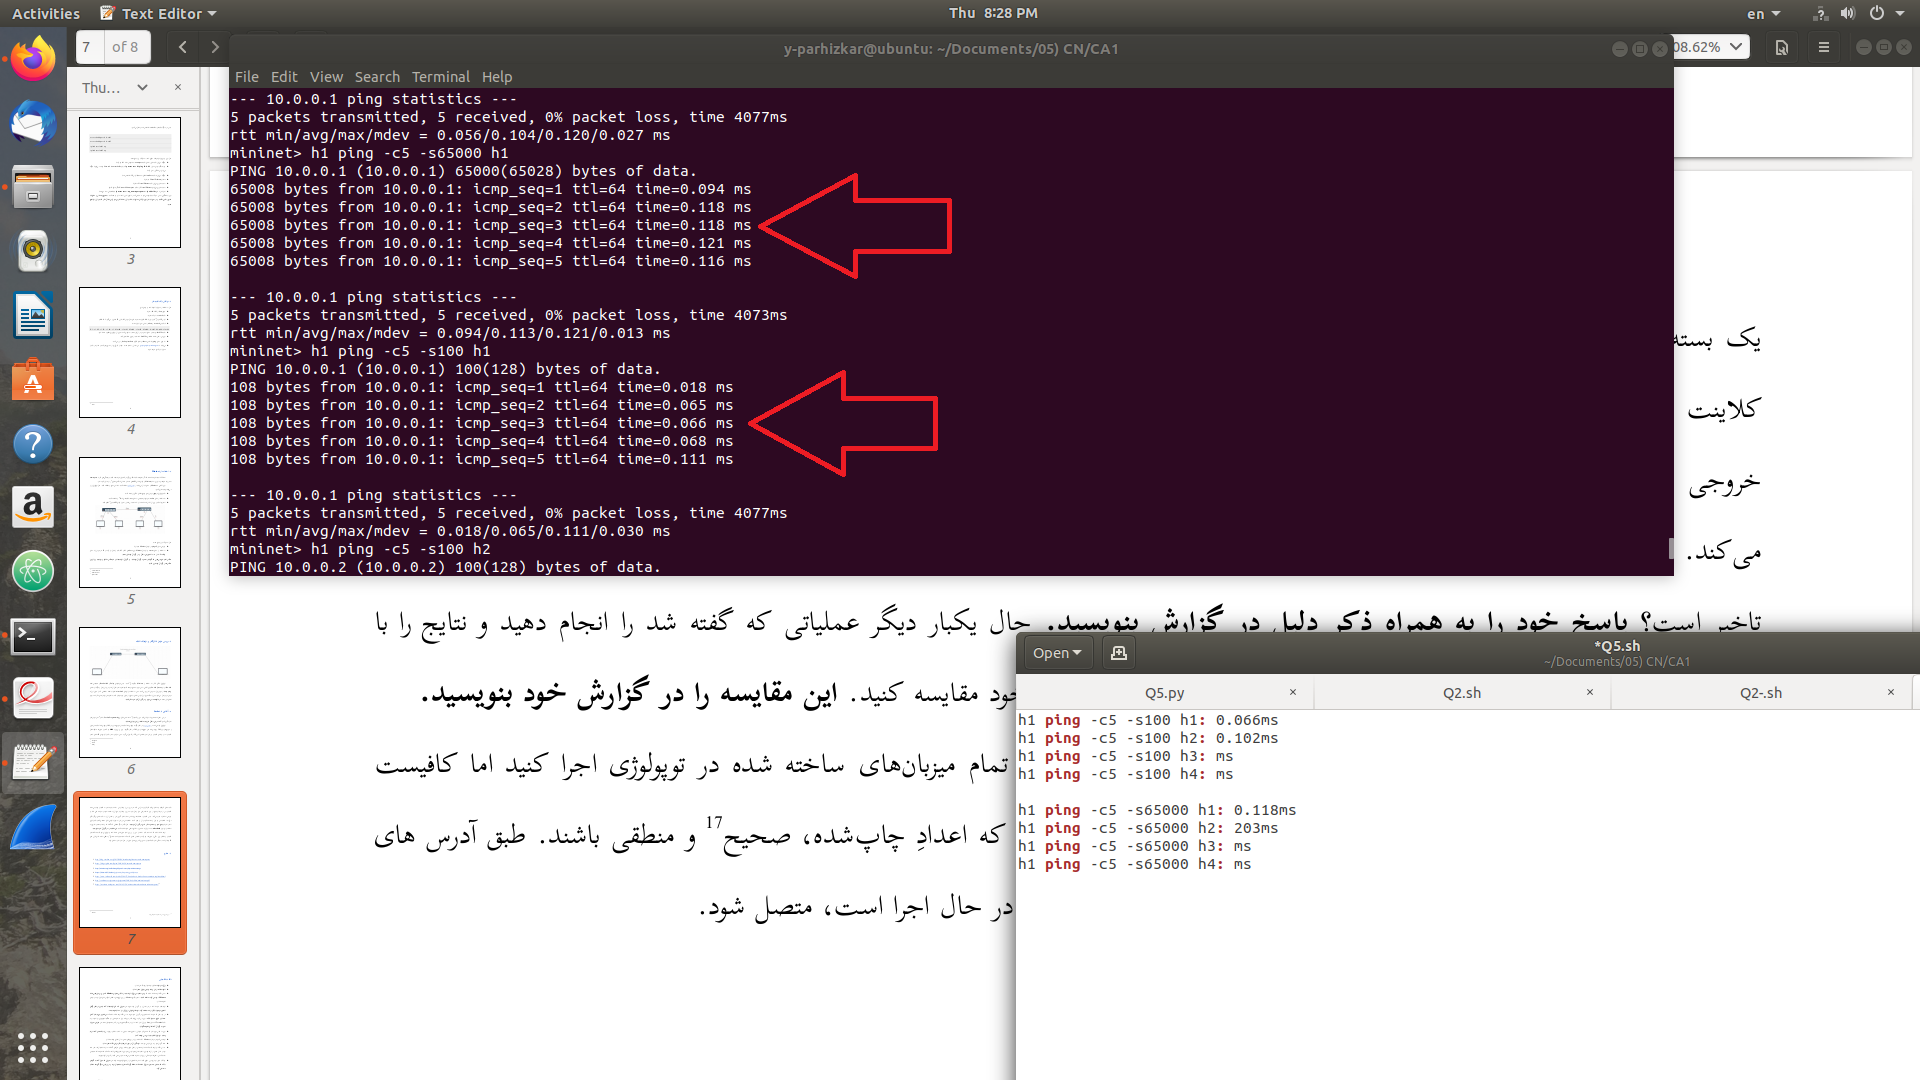 Activities
Text Editor
Thu 8:28 PM
en
7 of 8
08.62%
y-parhizkar@ubuntu: ~/Documents/05) CN/CA1
File Edit View Search Terminal Help
--- 10.0.0.1 ping statistics ---
5 packets transmitted, 5 received, 0% packet loss, time 4077ms
rtt min/avg/max/mdev = 0.056/0.104/0.120/0.027 ms
mininet> h1 ping -c5 -s65000 h1
PING 10.0.0.1 (10.0.0.1) 65000(65028) bytes of data.
65008 bytes from 10.0.0.1: icmp_seq=1 ttl=64 time=0.094 ms
65008 bytes from 10.0.0.1: icmp_seq=2 ttl=64 time=0.118 ms
65008 bytes from 10.0.0.1: icmp_seq=3 ttl=64 time=0.118 ms
65008 bytes from 10.0.0.1: icmp_seq=4 ttl=64 time=0.121 ms
65008 bytes from 10.0.0.1: icmp_seq=5 ttl=64 time=0.116 ms
--- 10.0.0.1 ping statistics ---
5 packets transmitted, 5 received, 0% packet loss, time 4073ms
rtt min/avg/max/mdev = 0.094/0.113/0.121/0.013 ms
mininet> h1 ping -c5 -s100 h1
PING 10.0.0.1 (10.0.0.1) 100(128) bytes of data.
108 bytes from 10.0.0.1: icmp_seq=1 ttl=64 time=0.018 ms
108 bytes from 10.0.0.1: icmp_seq=2 ttl=64 time=0.065 ms
108 bytes from 10.0.0.1: icmp_seq=3 ttl=64 time=0.066 ms
108 bytes from 10.0.0.1: icmp_seq=4 ttl=64 time=0.068 ms
108 bytes from 10.0.0.1: icmp_seq=5 ttl=64 time=0.111 ms
--- 10.0.0.1 ping statistics ---
5 packets transmitted, 5 received, 0% packet loss, time 4077ms
rtt min/avg/max/mdev = 0.018/0.065/0.111/0.030 ms
mininet> h1 ping -c5 -s100 h2
PING 10.0.0.2 (10.0.0.2) 100(128) bytes of data.
Thu...
3
4
5
6
7
یک بسته
کلاینت
خروجی
می‌کند.
تاخیر است؟ پاسخ خود را به همراه ذکر دلیل در گزارش بنویسید. حال یکبار دیگر عملیاتی که گفته شد را انجام دهید و نتایج را با
خود مقایسه کنید. این مقایسه را در گزارش خود بنویسید.
تمام میزبان‌های ساخته شده در توپولوژی اجرا کنید اما کافیست
که اعدادِ چاپ‌شده، صحیح17 و منطقی باشند. طبق آدرس های
در حال اجرا است، متصل شود.
Open
*Q5.sh
~/Documents/05) CN/CA1
Q5.py
Q2.sh
Q2-.sh
h1 ping -c5 -s100 h1: 0.066ms
h1 ping -c5 -s100 h2: 0.102ms
h1 ping -c5 -s100 h3: ms
h1 ping -c5 -s100 h4: ms
h1 ping -c5 -s65000 h1: 0.118ms
h1 ping -c5 -s65000 h2: 203ms
h1 ping -c5 -s65000 h3: ms
h1 ping -c5 -s65000 h4: ms